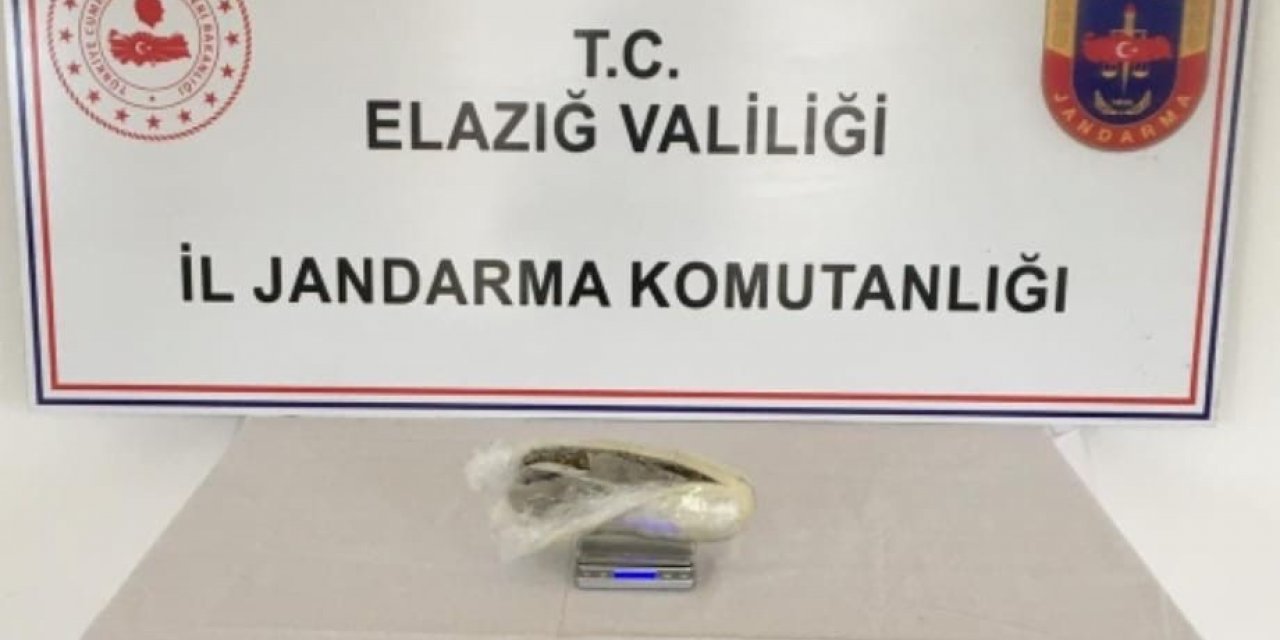 T.C.
ELAZIĞ VALİLİĞİ
İL JANDARMA KOMUTANLIĞI
JANDARMA